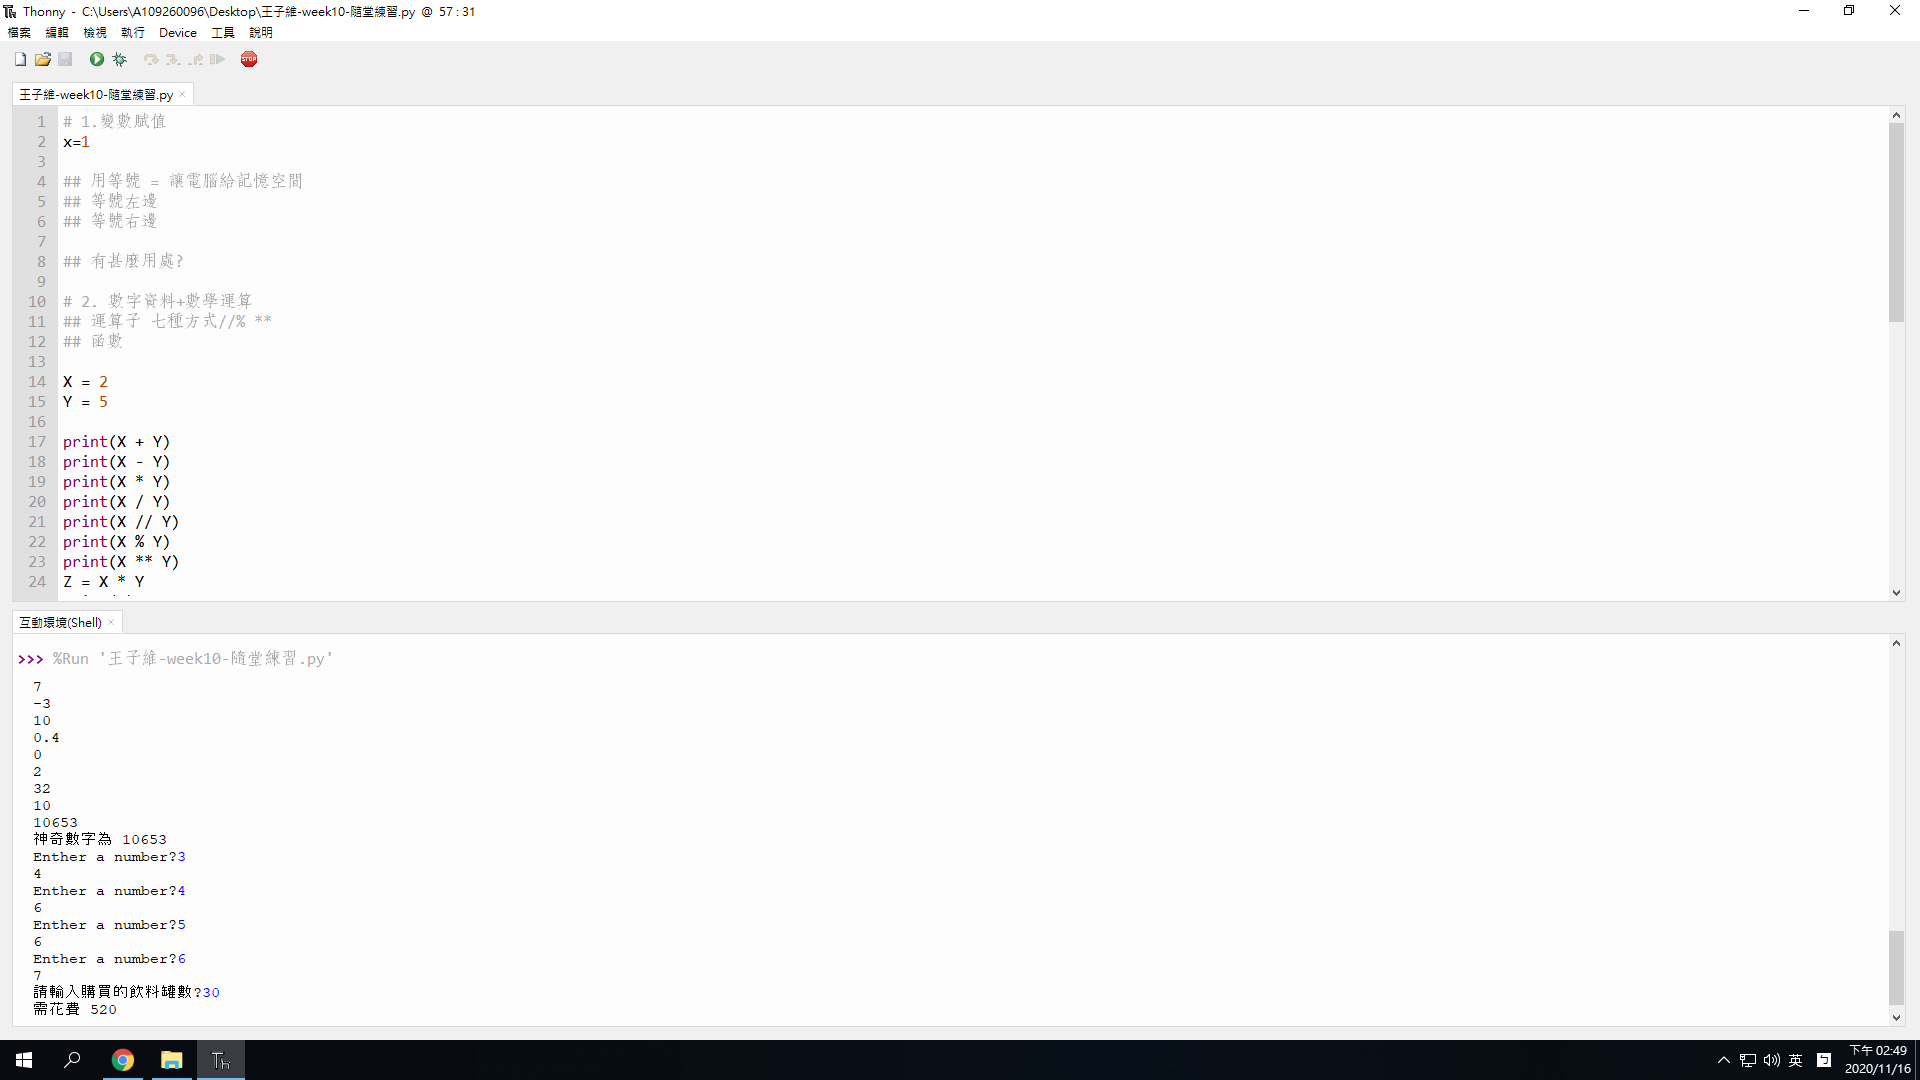 Thonny - C:\Users\A109260096\Desktop\王子維-week10-隨堂練習.py @ 57 : 31
檔案 編輯 檢視 執行 Device 工具 說明
STOP
王子維-week10-隨堂練習.py
1 # 1.變數賦值
2 x=1
3
4 ## 用等號 = 讓電腦給記憶空間
5 ## 等號左邊
6 ## 等號右邊
7
8 ## 有甚麼用處?
9
10 # 2. 數字資料+數學運算
11 ## 運算子 七種方式//% **
12 ## 函數
13
14 X = 2
15 Y = 5
16
17 print(X + Y)
18 print(X - Y)
19 print(X * Y)
20 print(X / Y)
21 print(X // Y)
22 print(X % Y)
23 print(X ** Y)
24 Z = X * Y
互動環境(Shell)
>>> %Run '王子維-week10-隨堂練習.py'
7
-3
10
0.4
0
2
32
10
10653
神奇數字為 10653
Enther a number?3
4
Enther a number?4
6
Enther a number?5
6
Enther a number?6
7
請輸入購買的飲料罐數?30
需花費 520
Th
英
下午 02:49
2020/11/16